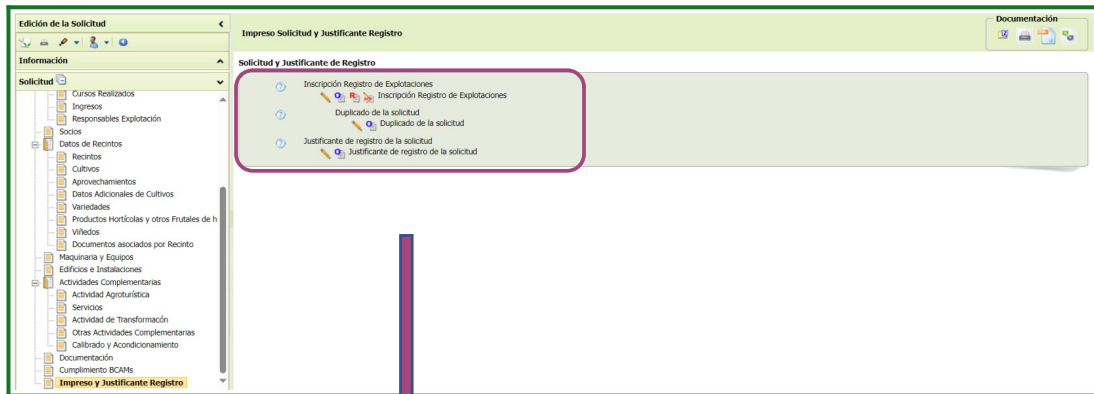 Edición de la Solicitud
Información
Solicitud
Cursos Realizados
Ingresos
Responsables Explotación
Socios
Datos de Recintos
Recintos
Cultivos
Aprovechamientos
Datos Adicionales de Cultivos
Variedades
Productos Hortícolas y otros Frutales de h
Viñedos
Documentos asociados por Recinto
Maquinaria y Equipos
Edificios e Instalaciones
Actividades Complementarias
Actividad Agroturística
Servicios
Actividad de Transformacón
Otras Actividades Complementarias
Calibrado y Acondicionamiento
Documentación
Cumplimiento BCAMs
Impreso y Justificante Registro
Impreso Solicitud y Justificante Registro
Documentación
Solicitud y Justificante de Registro
Inscripción Registro de Explotaciones
Inscripción Registro de Explotaciones
Duplicado de la solicitud
Duplicado de la solicitud
Justificante de registro de la solicitud
Justificante de registro de la solicitud